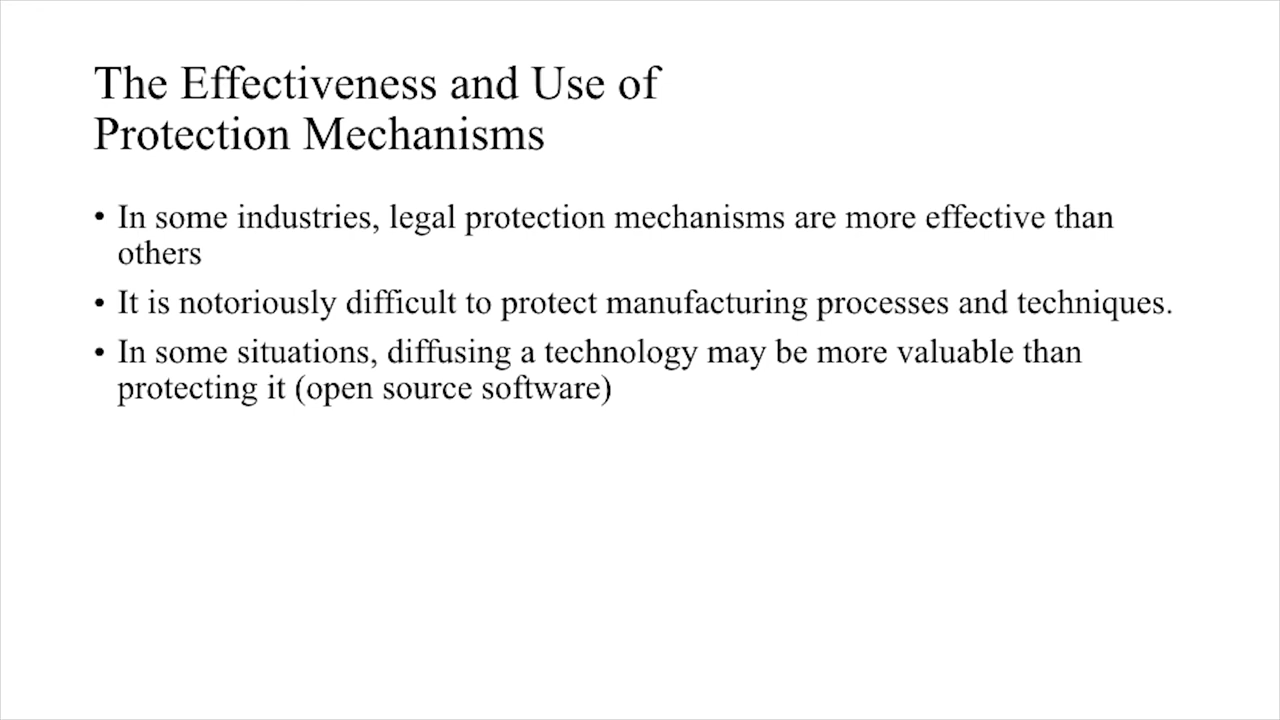 The Effectiveness and Use of
Protection Mechanisms
• In some industries, legal protection mechanisms are more effective than
others
• It is notoriously difficult to protect manufacturing processes and techniques.
• In some situations, diffusing a technology may be more valuable than
protecting it (open source software)